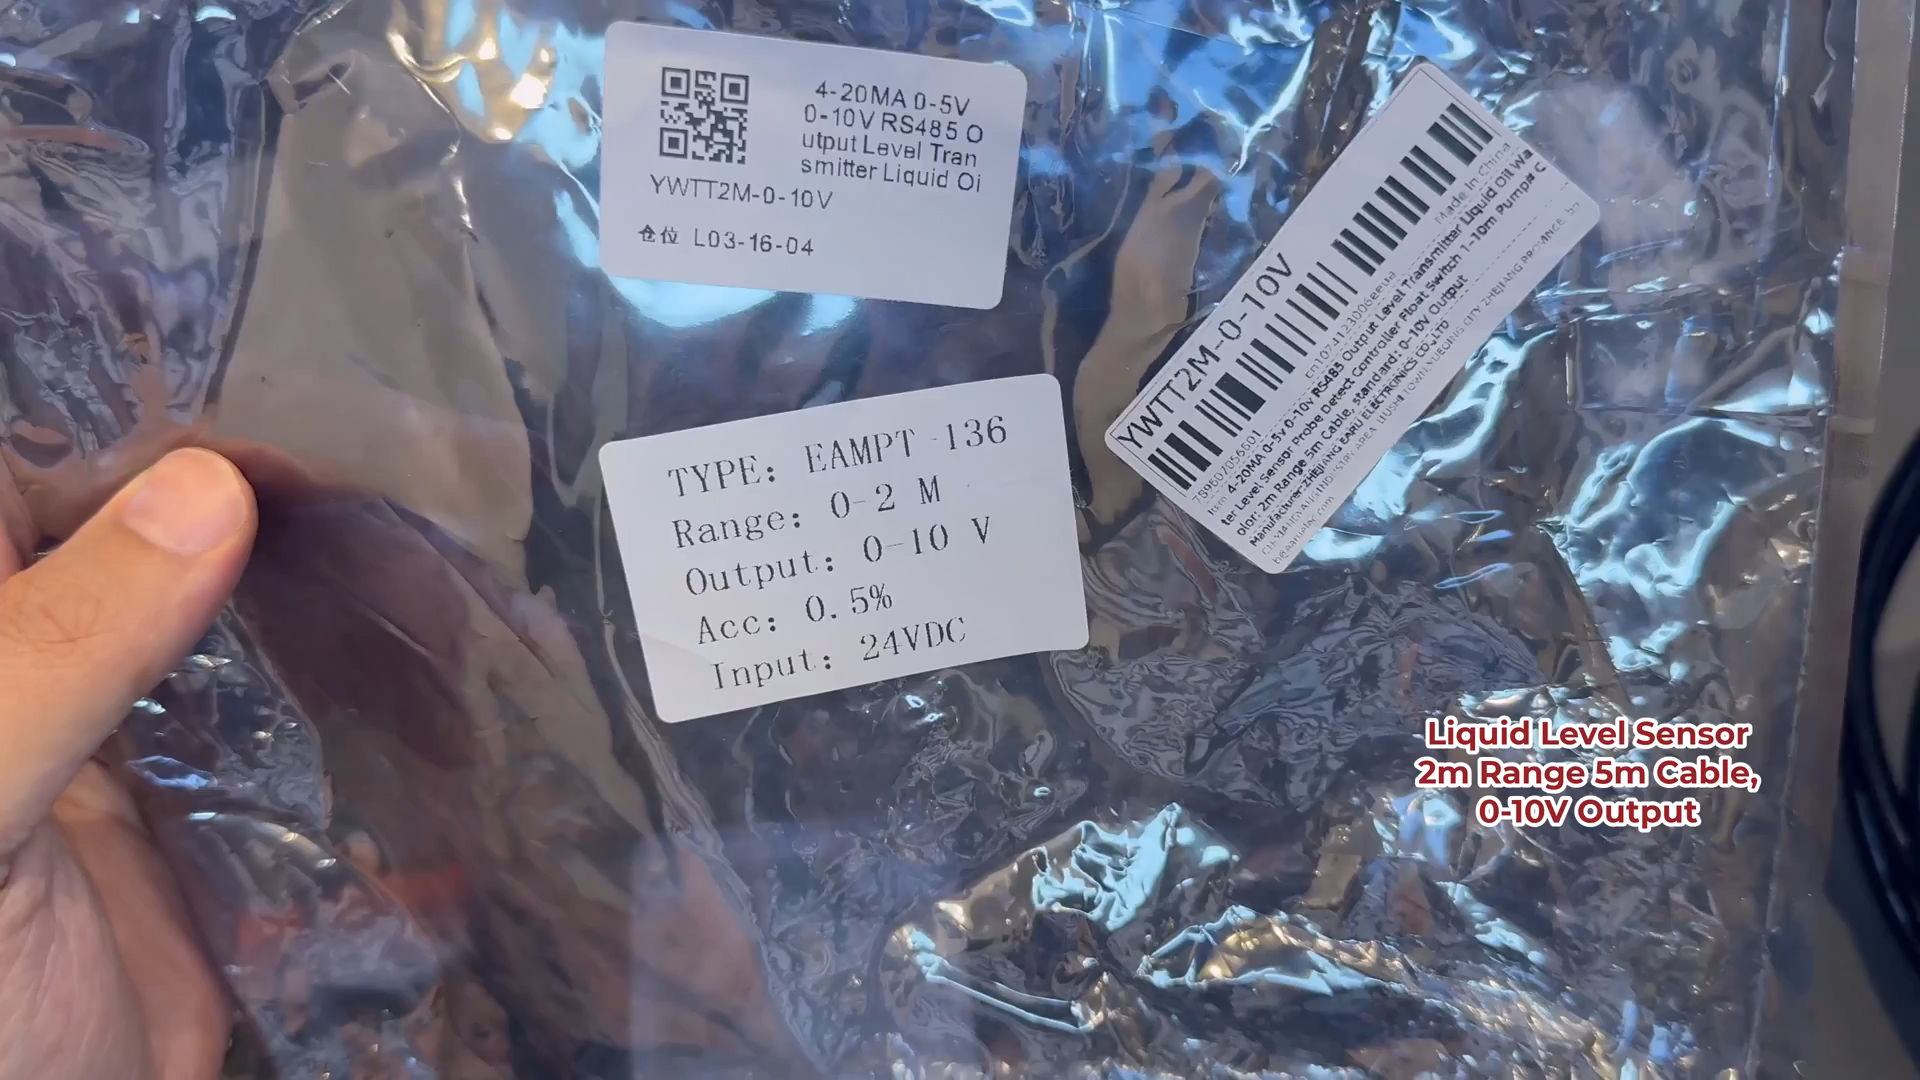 4-20MA 0-5V
0-10V RS485 O
utput Level Tran
smitter Liquid Oi
YWTT2M-0-10V
仓位 L03-16-04
TYPE: EAMPT-136
Range: 0-2 M
Output: 0-10 V
Acc: 0.5%
Input: 24VDC
YWTT2M-0-10V
Made In China
4-20MA 0-5v 0-10v RS485 Output Level Transmitter Liquid Oil Wa
ter Level Sensor Probe Detect Controller Float Switch 1-10m Pump# C
olor: 2m Range 5m Cable, standard: 0-10V Output
Manufacturer:ZHEJIANG EARU ELECTRONICS CO.,LTD
Liquid Level Sensor
2m Range 5m Cable,
0-10V Output